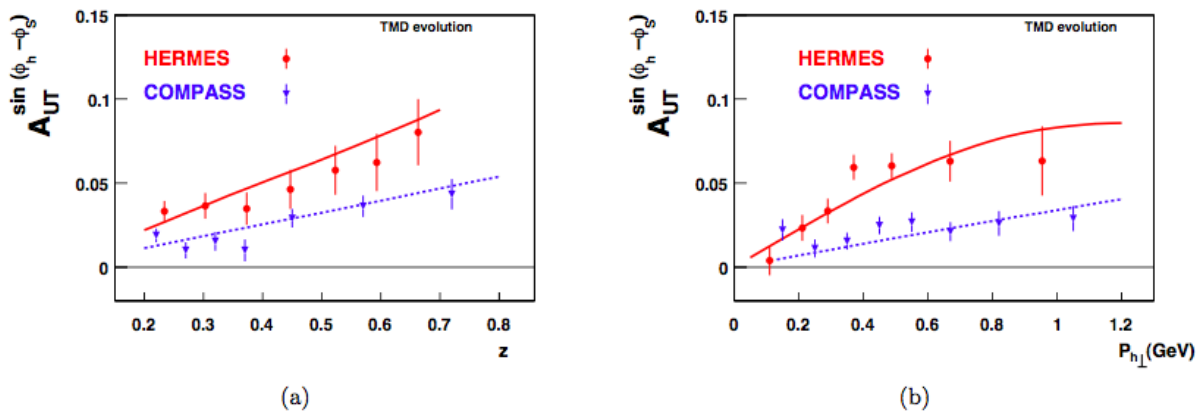 0.15
TMD evolution
HERMES
COMPASS
0.1
0.05
0
A_UT^sin (ϕ_h −ϕ_S)
0.2 0.3 0.4 0.5 0.6 0.7 0.8
z
(a)
0.15
TMD evolution
HERMES
COMPASS
0.1
0.05
0
A_UT^sin (ϕ_h −ϕ_S)
0 0.2 0.4 0.6 0.8 1 1.2
P_h⊥(GeV)
(b)